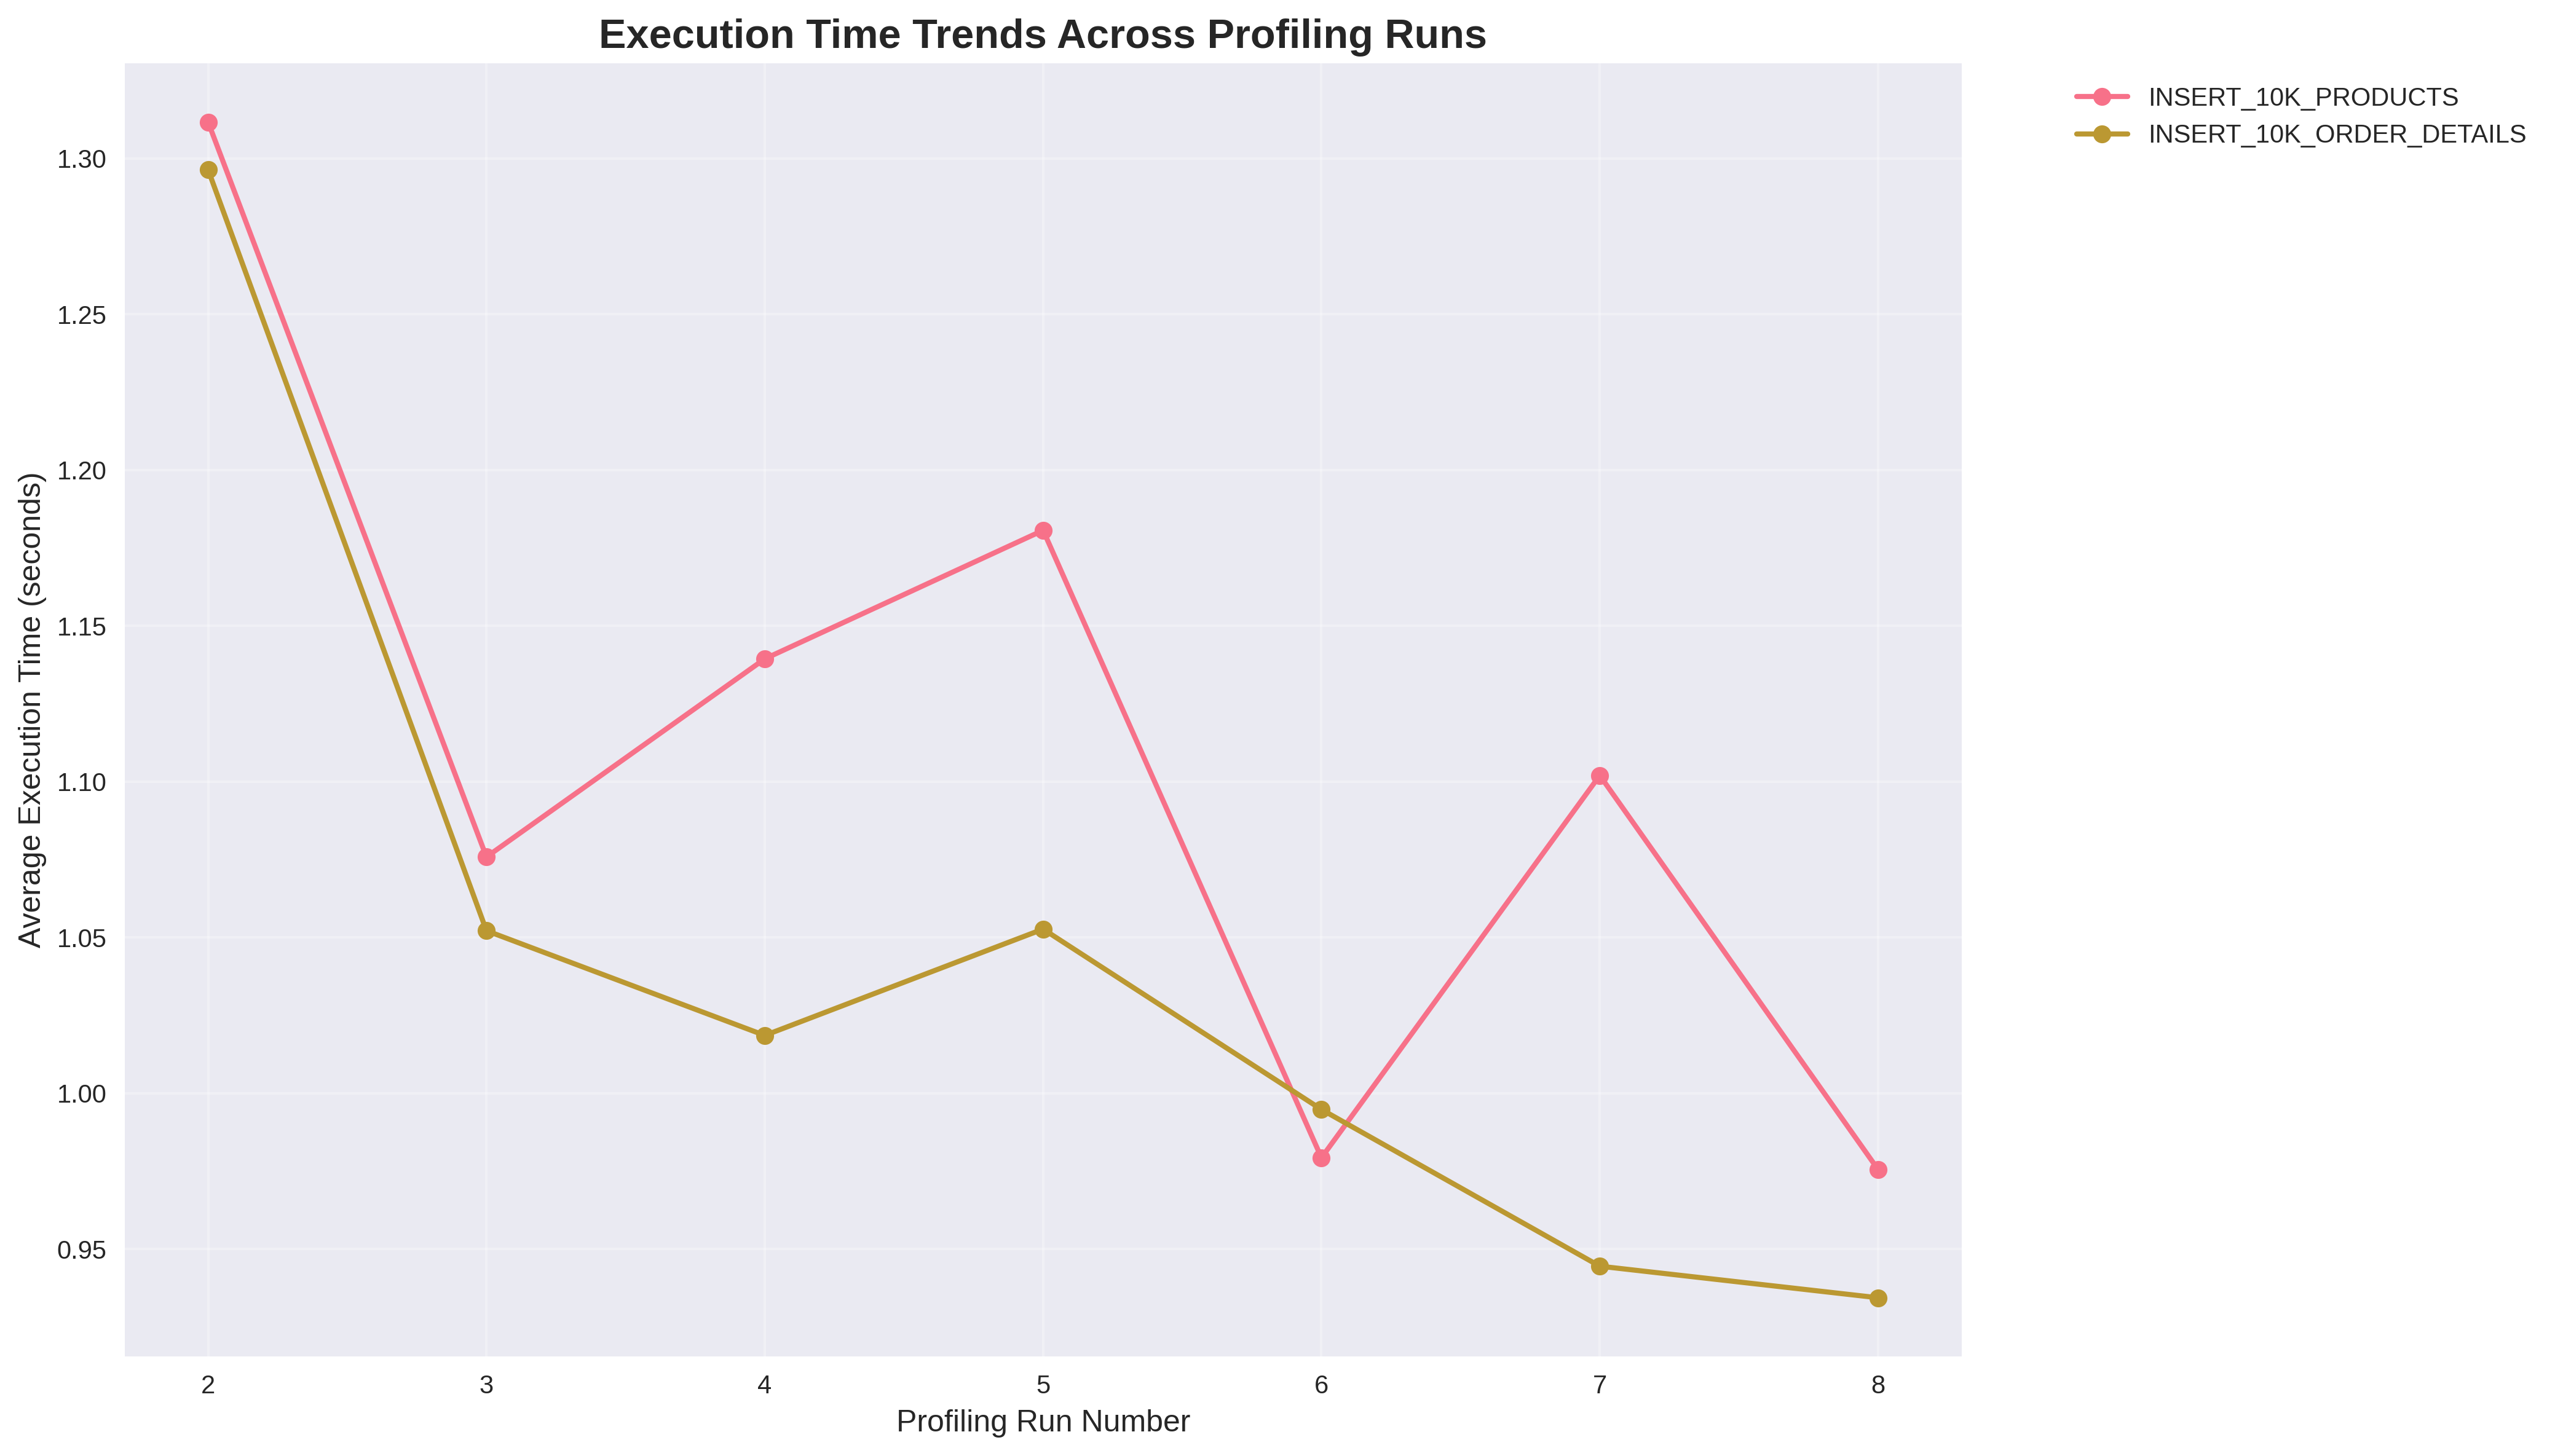 Execution Time Trends Across Profiling Runs
INSERT_10K_PRODUCTS
INSERT_10K_ORDER_DETAILS
Average Execution Time (seconds)
1.30
1.25
1.20
1.15
1.10
1.05
1.00
0.95
2 3 4 5 6 7 8
Profiling Run Number